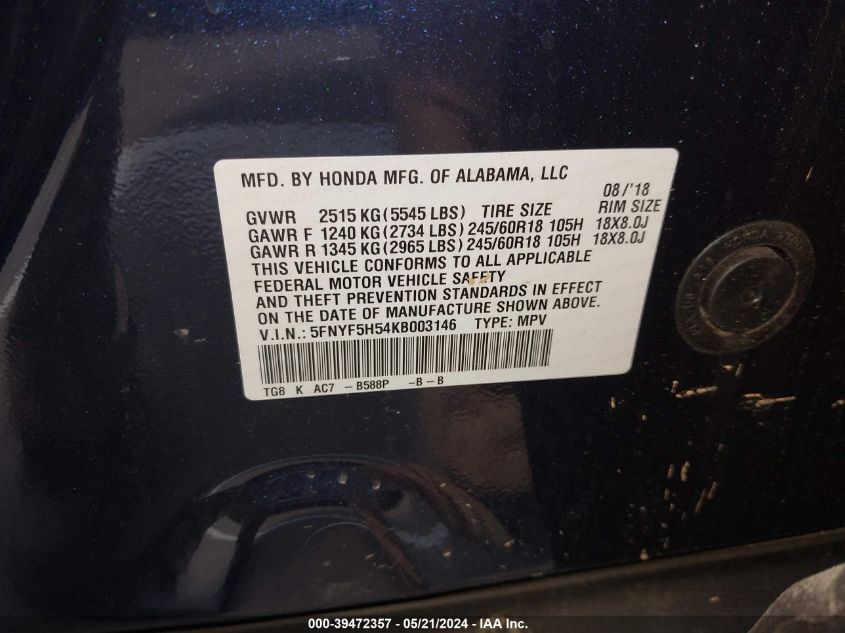 MFD. BY HONDA MFG. OF ALABAMA, LLC 08/'18
GVWR 2515 KG (5545 LBS) TIRE SIZE RIM SIZE
GAWR F 1240 KG (2734 LBS) 245/60R18 105H 18X8.0J
GAWR R 1345 KG (2965 LBS) 245/60R18 105H 18X8.0J
THIS VEHICLE CONFORMS TO ALL APPLICABLE
FEDERAL MOTOR VEHICLE SAFETY
AND THEFT PREVENTION STANDARDS IN EFFECT
ON THE DATE OF MANUFACTURE SHOWN ABOVE.
V.I.N.: 5FNYF5H54KB003146 TYPE: MPV
TG8 K AC7 -B588P -B-B
000-39472357 / 05/21/2024 - IAA Inc.